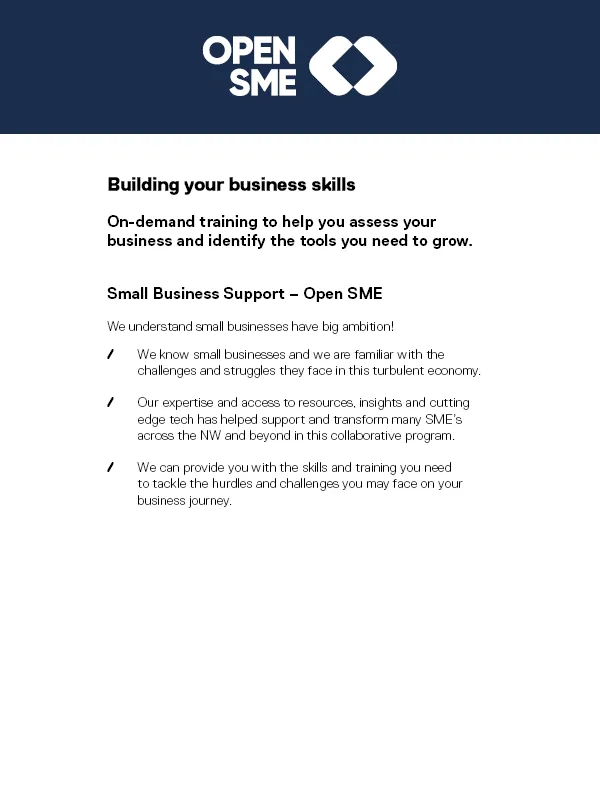 OPEN
SME
Building your business skills
On-demand training to help you assess your
business and identify the tools you need to grow.
Small Business Support – Open SME
We understand small businesses have big ambition!
/ We know small businesses and we are familiar with the
challenges and struggles they face in this turbulent economy.
/ Our expertise and access to resources, insights and cutting
edge tech has helped support and transform many SME's
across the NW and beyond in this collaborative program.
/ We can provide you with the skills and training you need
to tackle the hurdles and challenges you may face on your
business journey.